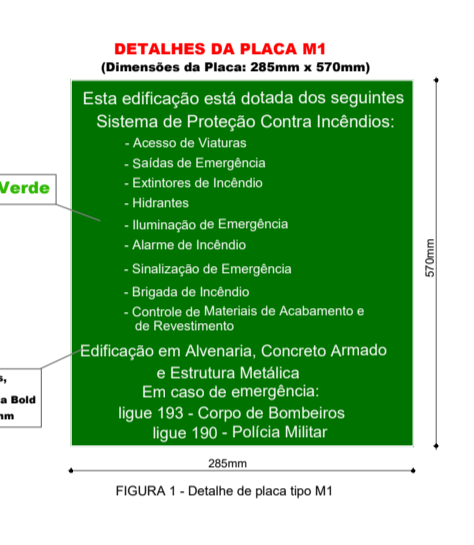 DETALHES DA PLACA M1
(Dimensões da Placa: 285mm x 570mm)
Esta edificação está dotada dos seguintes
Sistema de Proteção Contra Incêndios:
- Acesso de Viaturas
- Saídas de Emergência
Verde
- Extintores de Incêndio
- Hidrantes
- Iluminação de Emergência
- Alarme de Incêndio
570mm
- Sinalização de Emergência
- Brigada de Incêndio
- Controle de Materiais de Acabamento e
de Revestimento
Edificação em Alvenaria, Concreto Armado
e Estrutura Metálica
s,
a Bold
Em caso de emergência:
ligue 193 - Corpo de Bombeiros
ligue 190 - Polícia Militar
285mm
FIGURA 1 - Detalhe de placa tipo M1